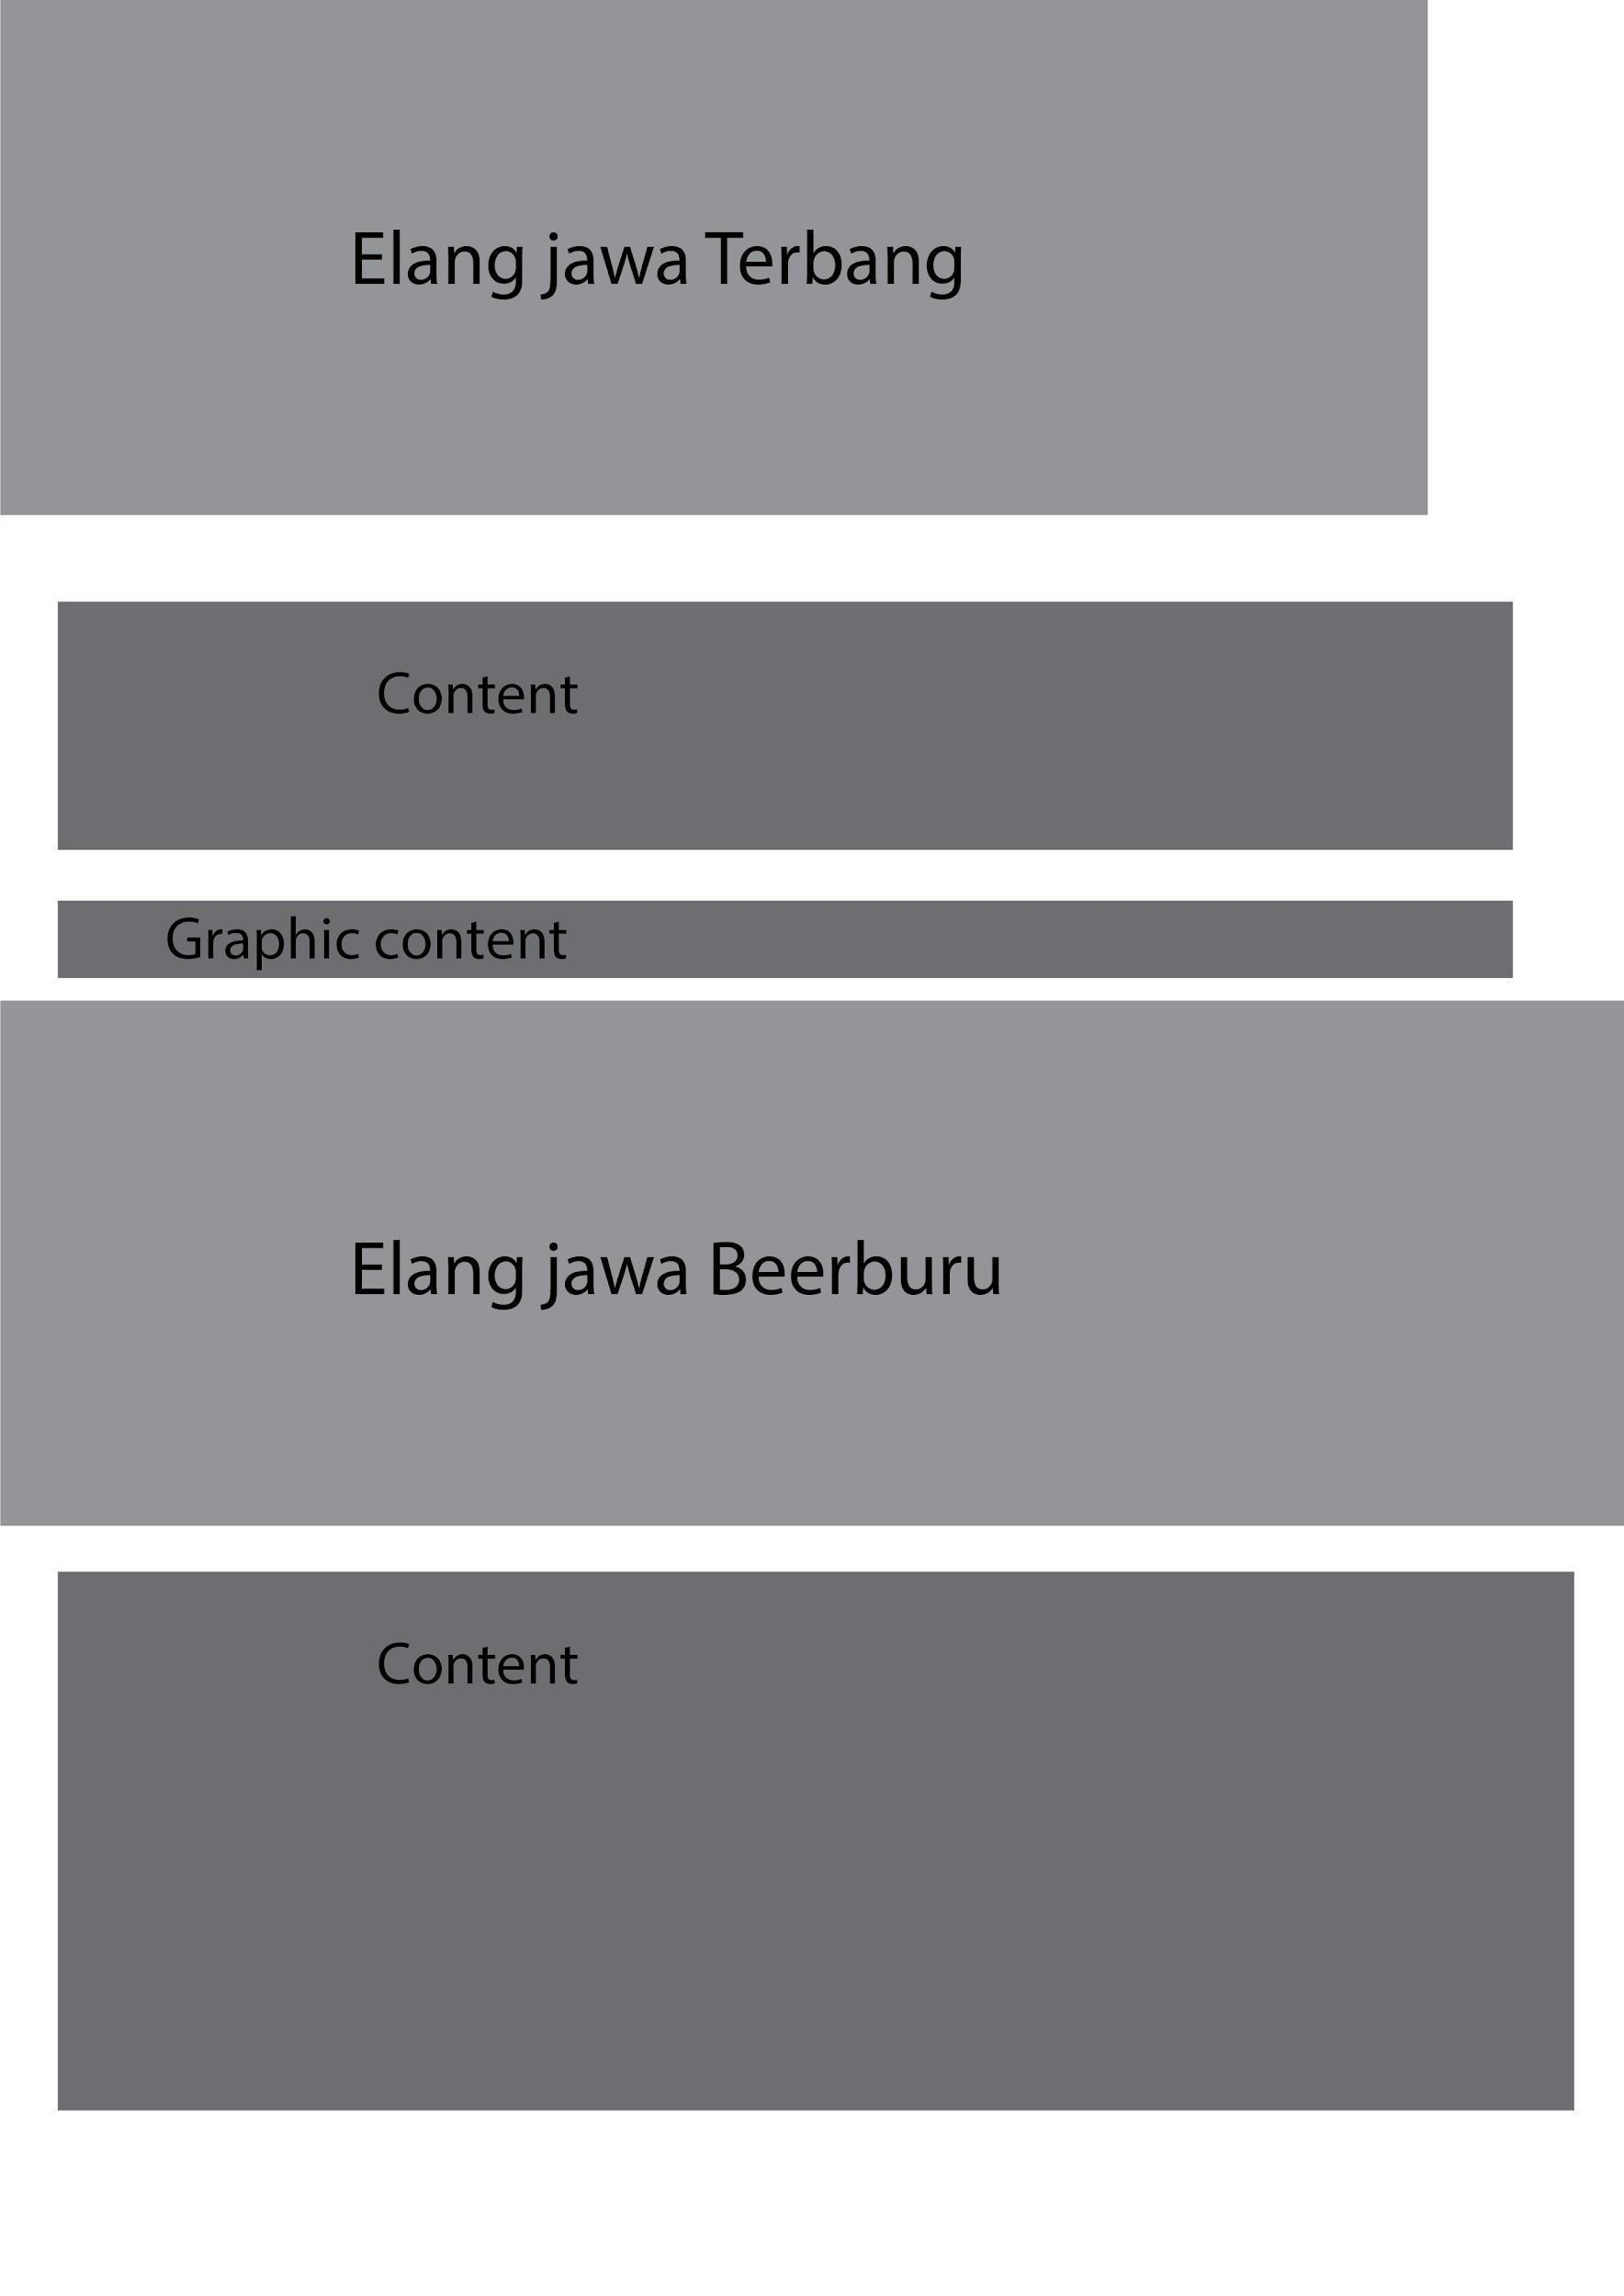 Elang jawa Terbang
Content
Graphic content
Elang jawa Beerburu
Content